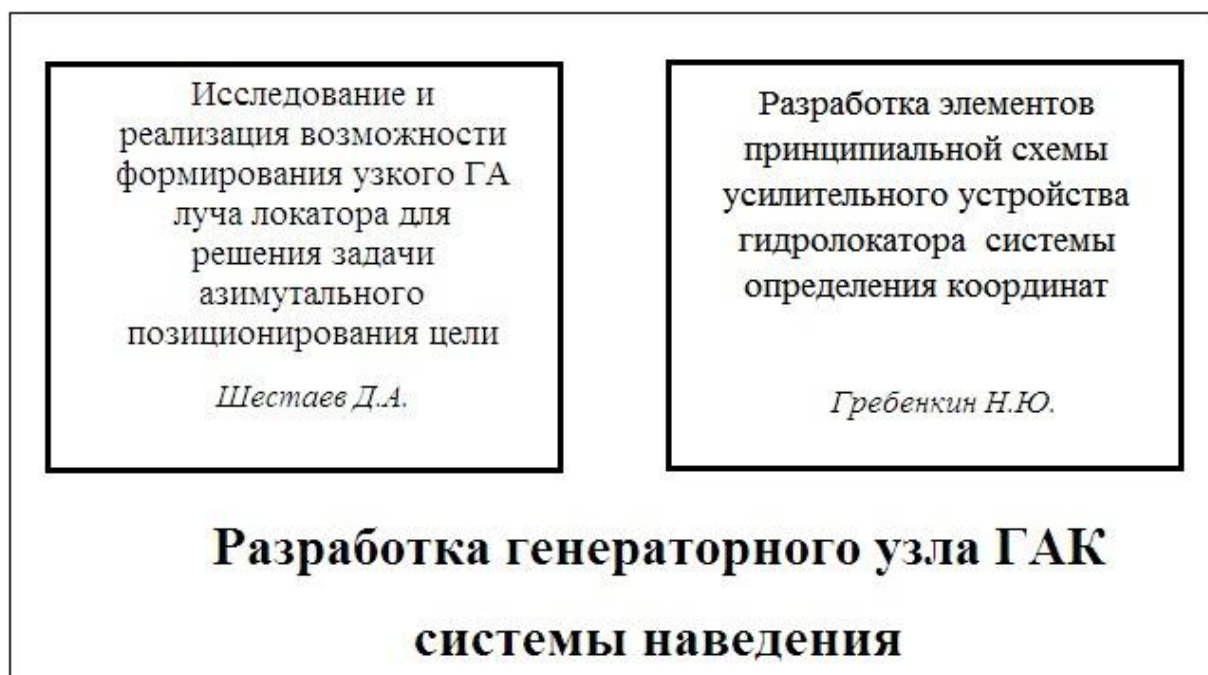 Исследование и
реализация возможности
формирования узкого ГА
луча локатора для
решения задачи
азимутального
позиционирования цели
Шестаев Д.А.
Разработка элементов
принципиальной схемы
усилительного устройства
гидролокатора системы
определения координат
Гребенкин Н.Ю.
Разработка генераторного узла ГАК
системы наведения